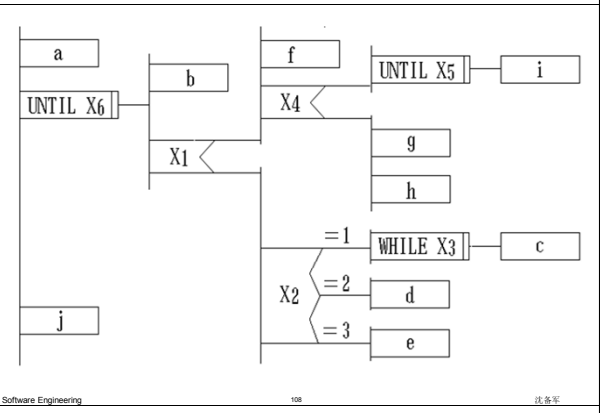 a
f
UNTIL X5
i
b
UNTIL X6
X4
g
X1
h
=1
WHILE X3
c
X2
=2
d
j
=3
e
Software Engineering
108
沈备军